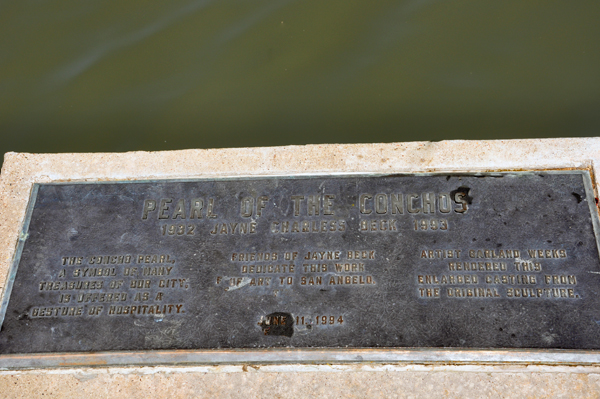 PEARL OF THE CONCHOS
1932 JAYNE CHARLESS BECK 1993
THE CONCHO PEARL,
A SYMBOL OF MANY
TREASURES OF OUR CITY,
IS OFFERED AS A
GESTURE OF HOSPITALITY.
FRIENDS OF JAYNE BECK
DEDICATE THIS WORK
OF ART TO SAN ANGELO.
11, 1994
ARTIST GARLAND WEEKS
RENDERED THIS
ENLARGED CASTING FROM
THE ORIGINAL SCULPTURE.